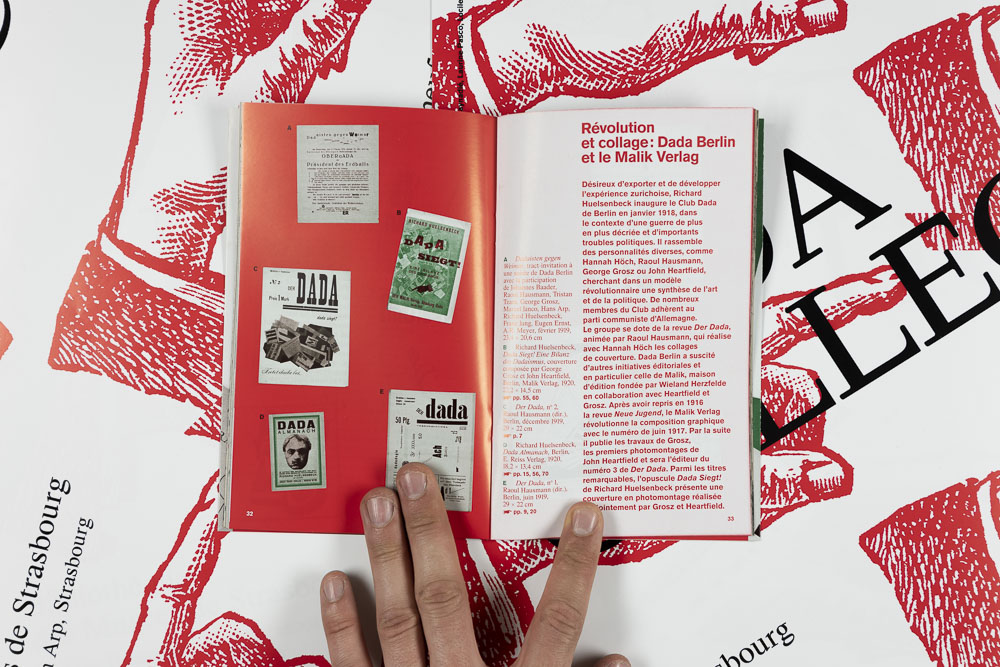 A
Dadaisten gegen Weimar
OBERDADA
Präsident des Erdballs
B
RICHARD HUELSENBECK
DADA
SIEGT!
C
No 2
DER DADA
Preis 1 Mark
dada siegt!
D
DADA
ALMANACH
E
50 Pfg.
DER dada
Ach
32
Révolution
et collage : Dada Berlin
et le Malik Verlag
Désireux d'exporter et de développer
l'expérience zurichoise, Richard
Huelsenbeck inaugure le Club Dada
de Berlin en janvier 1918, dans
le contexte d'une guerre de plus
en plus décriée et d'importants
troubles politiques. Il rassemble
des personnalités diverses, comme
Hannah Höch, Raoul Hausmann,
George Grosz ou John Heartfield,
cherchant dans un modèle
révolutionnaire une synthèse de l'art
et de la politique. De nombreux
membres du Club adhèrent au
parti communiste d'Allemagne.
Le groupe se dote de la revue Der Dada,
animée par Raoul Hausmann, qui réalise
avec Hannah Höch les collages
de couverture. Dada Berlin a suscité
d'autres initiatives éditoriales et
en particulier celle de Malik, maison
d'édition fondée par Wieland Herzfelde
en collaboration avec Heartfield et
Grosz. Après avoir repris en 1916
la revue Neue Jugend, le Malik Verlag
révolutionne la composition graphique
avec le numéro de juin 1917. Par la suite
il publie les travaux de Grosz,
les premiers photomontages de
John Heartfield et sera l'éditeur du
numéro 3 de Der Dada. Parmi les titres
remarquables, l'opuscule Dada Siegt!
de Richard Huelsenbeck présente une
couverture en photomontage réalisée
conjointement par Grosz et Heartfield.
A Dadaisten gegen
Weimar, tract-invitation à
une soirée de Dada Berlin
avec la participation
de Johannes Baader,
Raoul Hausmann, Tristan
Tzara, George Grosz,
Marcel Janco, Hans Arp,
Richard Huelsenbeck,
Franz Jung, Eugen Ernst,
A.R. Meyer, février 1919,
B Richard Huelsenbeck,
Dada Siegt! Eine Bilanz
des Dadaismus, couverture
composée par George
Grosz et John Heartfield,
Berlin, Malik Verlag, 1920,
22,2 × 14,5 cm
pp. 55, 60
C Der Dada, n° 2,
Raoul Hausmann (dir.),
Berlin, décembre 1919,
29 × 22 cm
p. 7
D Richard Huelsenbeck,
Dada Almanach, Berlin,
E. Reiss Verlag, 1920,
18,2 × 13,4 cm
pp. 15, 56, 70
E Der Dada, n° 1,
Raoul Hausmann (dir.),
Berlin, juin 1919,
29 × 22 cm
pp. 9, 20
33
DA
LLEC
s de Strasbourg
Arp, Strasbourg
sbourg